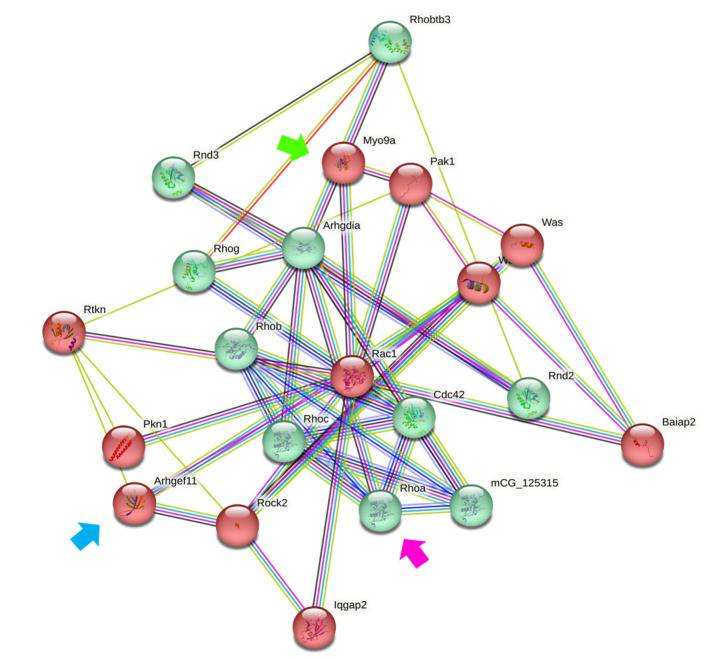 Rhobtb3
Myo9a
Rnd3
Pak1
Was
Arhgdia
Rhog
W
Rtkn
Rhob
Rac1
Rnd2
Cdc42
Pkn1
Rhoc
Baiap2
Arhgef11
Rhoa
mCG_125315
Rock2
Iqgap2